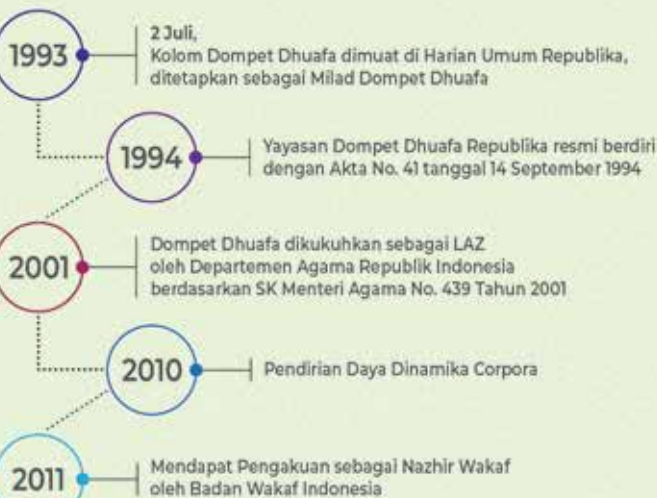 1993
2 Juli,
Kolom Dompet Dhuafa dimuat di Harian Umum Republika,
ditetapkan sebagai Milad Dompet Dhuafa
1994
Yayasan Dompet Dhuafa Republika resmi berdiri
dengan Akta No. 41 tanggal 14 September 1994
2001
Dompet Dhuafa dikukuhkan sebagai LAZ
oleh Departemen Agama Republik Indonesia
berdasarkan SK Menteri Agama No. 439 Tahun 2001
2010
Pendirian Daya Dinamika Corpora
2011
Mendapat Pengakuan sebagai Nazhir Wakaf
oleh Badan Wakaf Indonesia